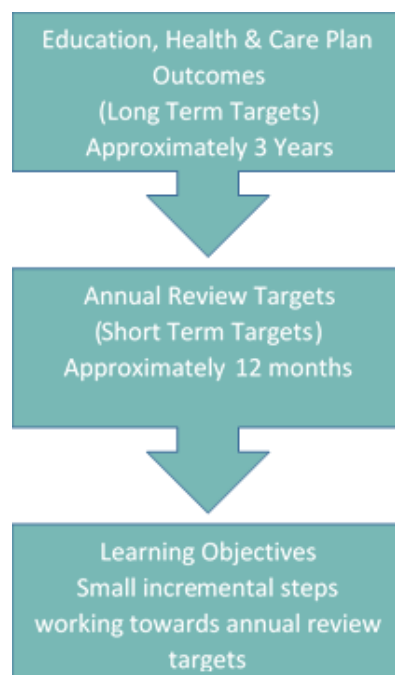 Education, Health & Care Plan
Outcomes
(Long Term Targets)
Approximately 3 Years
Annual Review Targets
(Short Term Targets)
Approximately 12 months
Learning Objectives
Small incremental steps
working towards annual review
targets